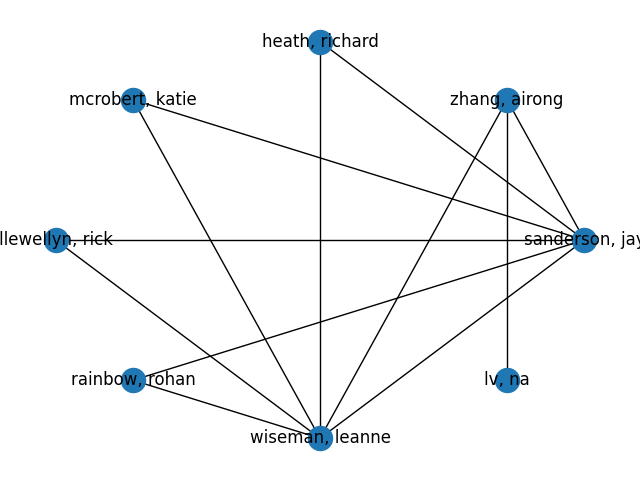 heath, richard
mcrobert, katie
zhang, airong
llewellyn, rick
sanderson, jay
rainbow, rohan
lv, na
wiseman, leanne